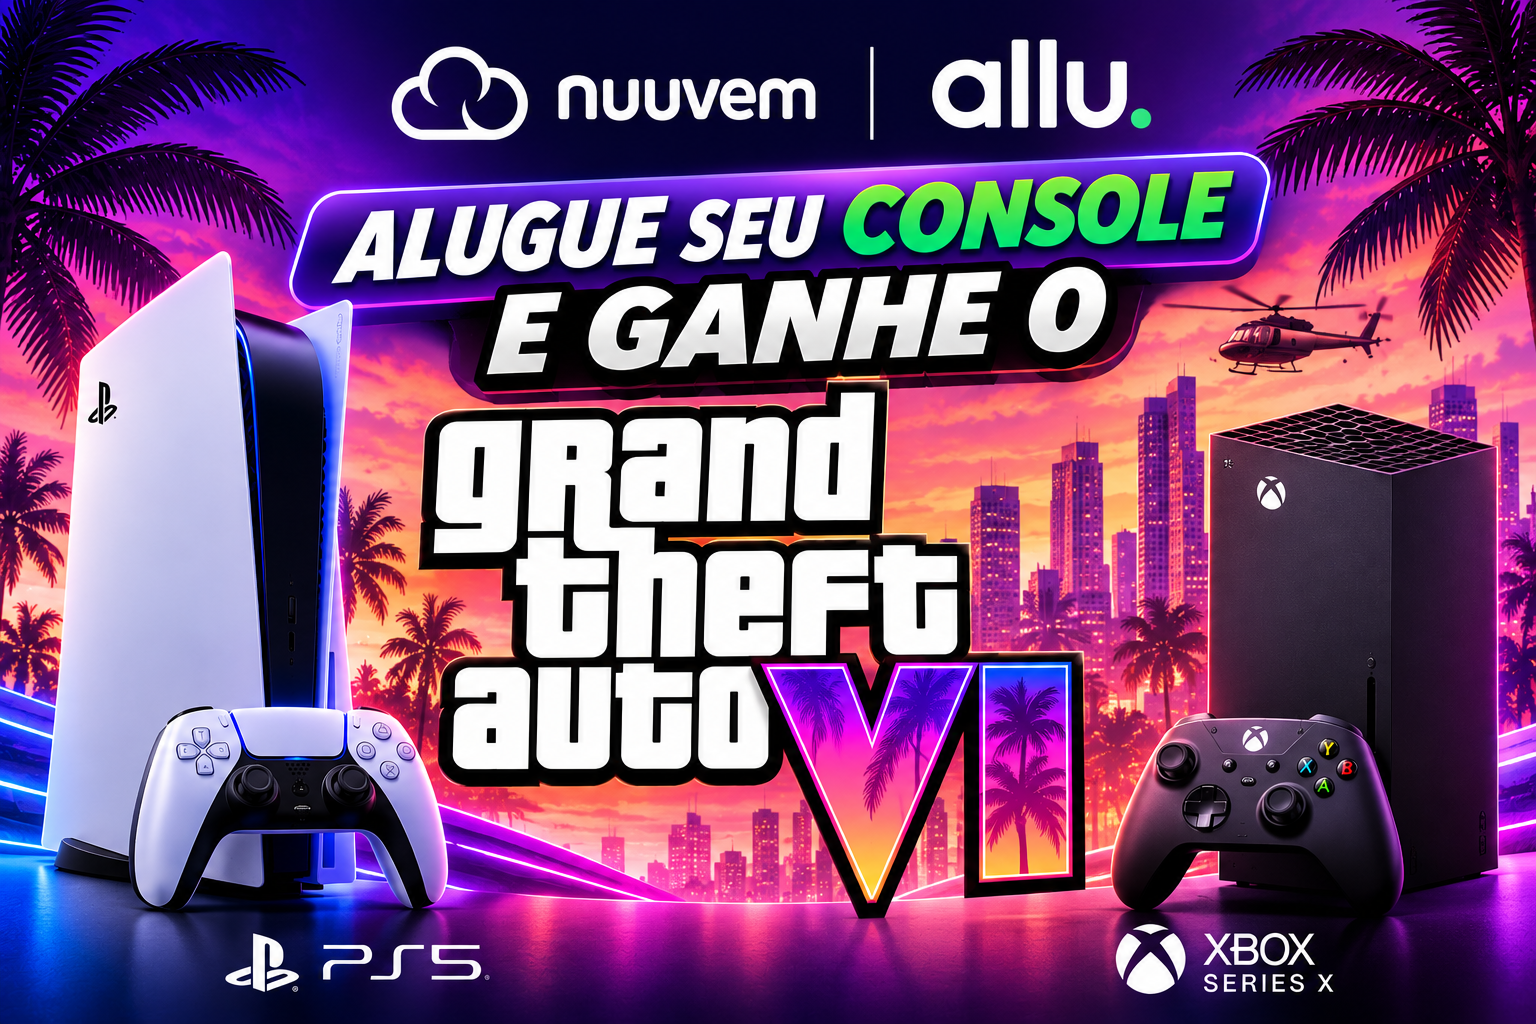 nuuvem | allu.
ALUGUE SEU CONSOLE
E GANHE O
grand
theft
auto VI
PS5
XBOX
SERIES X
Y
X B
A